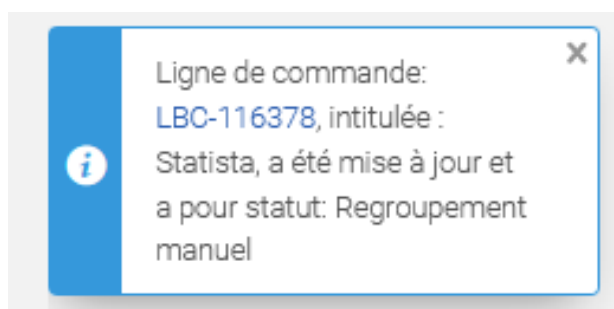 Ligne de commande:
LBC-116378, intitulée :
Statista, a été mise à jour et
a pour statut: Regroupement
manuel